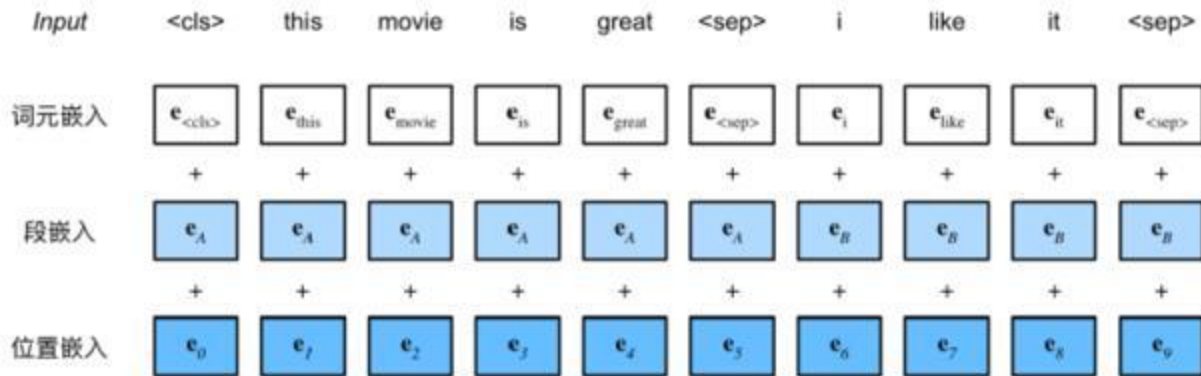 Input <cls> this movie is great <sep> i like it <sep>
词元嵌入 e<cls> ethis emovie eis egreat e<sep> ei elike eit e<sep>
+ + + + + + + + + +
段嵌入 eA eA eA eA eA eA eB eB eB eB
+ + + + + + + + + +
位置嵌入 e0 e1 e2 e3 e4 e5 e6 e7 e8 e9